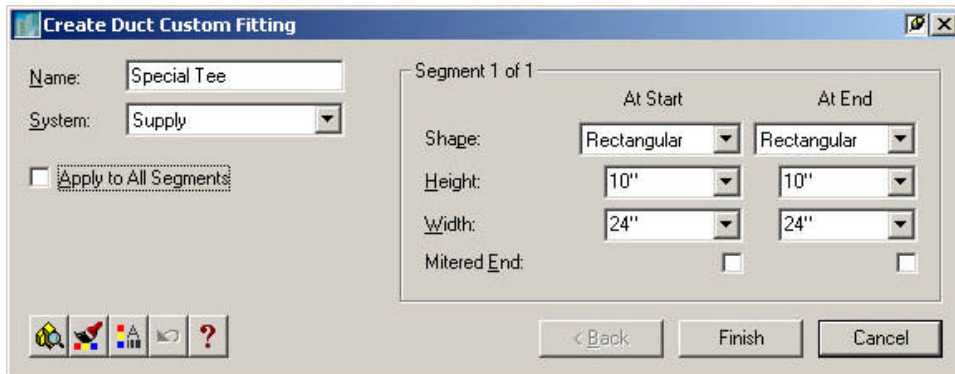 Create Duct Custom Fitting
Name: Special Tee
System: Supply
Apply to All Segments
Segment 1 of 1
At Start At End
Shape: Rectangular Rectangular
Height: 10" 10"
Width: 24" 24"
Mitered End:
A
?
< Back Finish Cancel